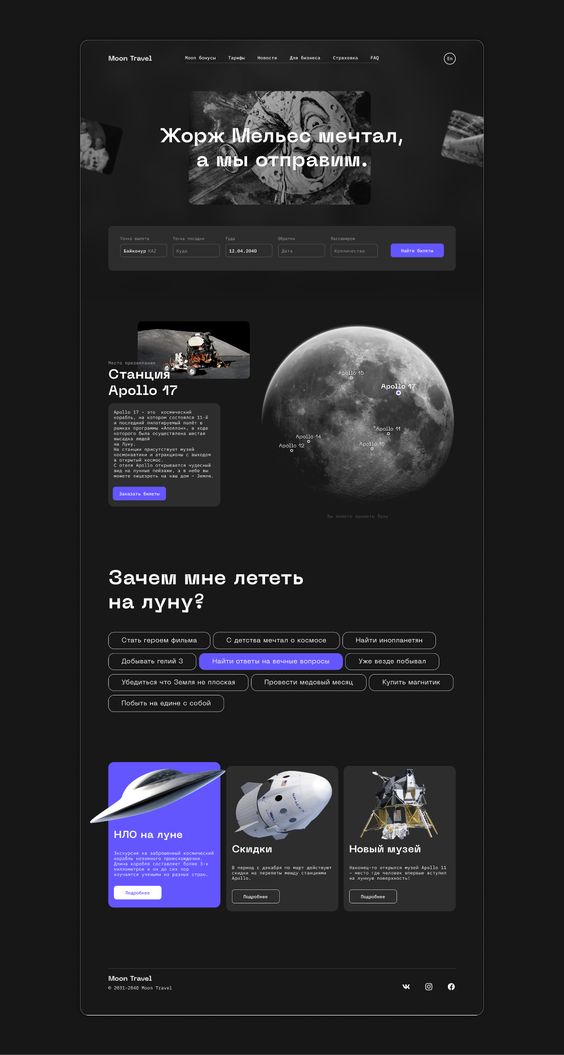 Moon Travel
Moon бонусы Тарифы Новости Для бизнеса Страховка FAQ
En
Жорж Мельес мечтал,
а мы отправим.
Точка вылета Точка посадки Туда Обратно Пассажиров
Байконур KAZ Куда 12.04.2040 Дата Количество Найти билеты
Место прилунения
Станция
Apollo 17
Apollo 17 – это космический
корабль, на котором состоялся 11-й
и последний пилотируемый полёт в
рамках программы «Аполлон», в ходе
которого была осуществлена шестая
высадка людей
на Луну.
На станции присутствует музей
космонавтики и атракционы с выходом
в открытый космос.
С отеля Apollo открывается чудесный
вид на лунные пейзажи, а в небе вы
можете лицезреть на наш дом – Землю.
Заказать билеты
Apollo 15
Apollo 17
Apollo 11
Apollo 14
Apollo 12
Вы можете вращать Луну
Зачем мне лететь
на луну?
Стать героем фильма
С детства мечтал о космосе
Найти инопланетян
Добывать гелий 3
Найти ответы на вечные вопросы
Уже везде побывал
Убедиться что Земля не плоская
Провести медовый месяц
Купить магнитик
Побыть на едине с собой
НЛО на луне
Экскурсия на заброшенный космический
корабль неземного происхождения.
Длина корабля составляет более 3-х
километров и он до сих пор
изучается учеными из разных стран.
Подробнее
Скидки
В период с декабря по март действуют
скидки на перелеты между станциями
Apollo.
Подробнее
Новый музей
Наконец-то открылся музей Apollo 11
– место где человек впервые вступил
на лунную поверхность!
Подробнее
Moon Travel
© 2031–2040 Moon Travel